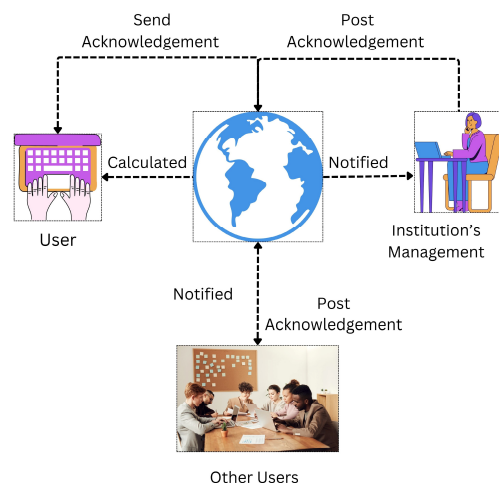 Send
Acknowledgement
Post
Acknowledgement
Calculated
Notified
User
Institution's
Management
Notified
Post
Acknowledgement
Other Users